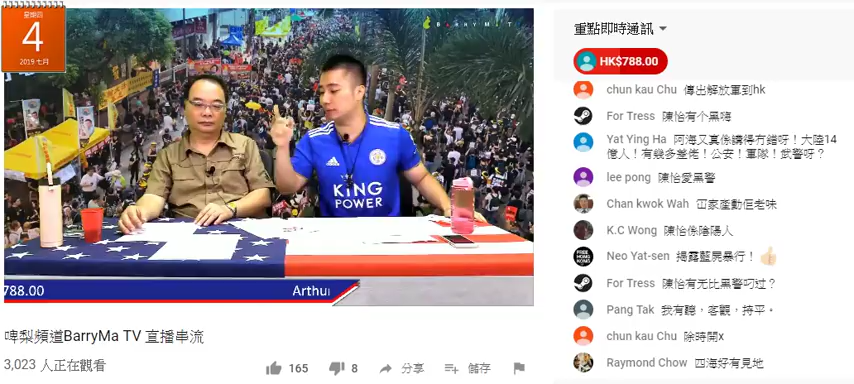 星期四
4
2019 七月
BARRYMA T
KING
POWER
788.00
Arthur
啤梨頻道BarryMa TV 直播串流
3,023 人正在觀看
165
8
分享
儲存
重點即時通訊
HK$788.00
chun kau Chu 傳出解放軍到hk
For Tress 陳怡有个黑嗨
Yat Ying Ha 阿海又真係講得冇錯呀！大陸14
億人！有幾多差佬！公安！軍隊！武警呀？
lee pong 陳怡愛黑警
Chan kwok Wah 冚家產動佢老味
K.C Wong 陳怡係陰陽人
Neo Yat-sen 揭露藍屍暴行！
For Tress 陳怡有无比黑警叼过？
Pang Tak 我有聽，客觀，持平。
chun kau Chu 除時開x
Raymond Chow 四海好有見地